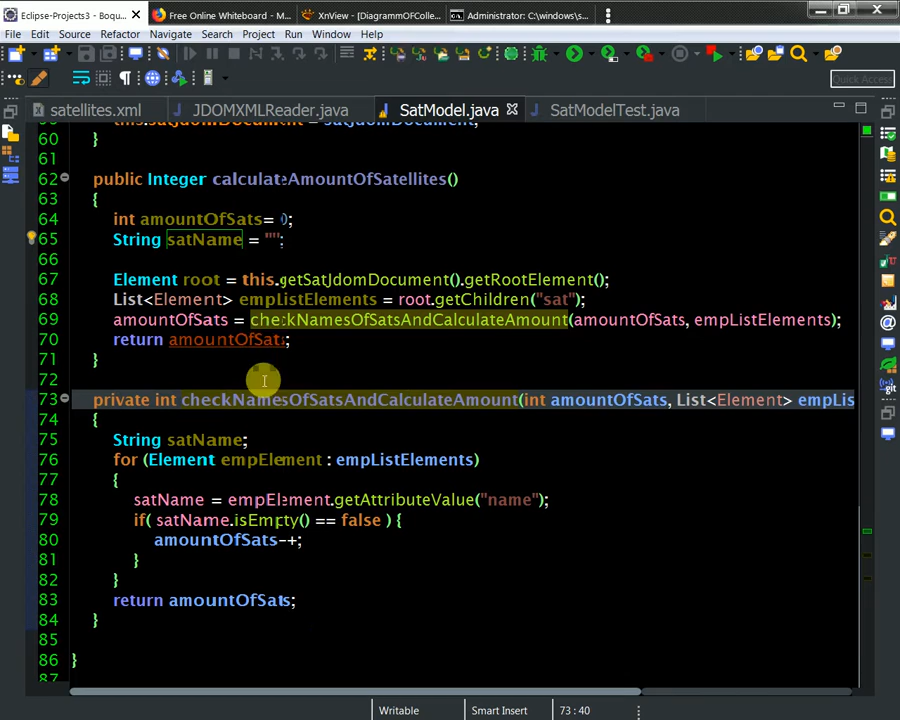 Eclipse-Projects3 - Boqu...
Free Online Whiteboard - M...
XnView - [DiagrammOfColle...
Administrator: C:\windows\s...
File Edit Source Refactor Navigate Search Project Run Window Help
Quick Access
satellites.xml JDOMXMLReader.java SatModel.java SatModelTest.java
60 }
61
62 public Integer calculateAmountOfSatellites()
63 {
64 int amountOfSats= 0;
65 String satName = "";
66
67 Element root = this.getSatJdomDocument().getRootElement();
68 List<Element> empListElements = root.getChildren("sat");
69 amountOfSats = checkNamesOfSatsAndCalculateAmount(amountOfSats, empListElements);
70 return amountOfSats;
71 }
72
73 private int checkNamesOfSatsAndCalculateAmount(int amountOfSats, List<Element> empLis
74 {
75 String satName;
76 for (Element empElement : empListElements)
77 {
78 satName = empElement.getAttributeValue("name");
79 if( satName.isEmpty() == false ) {
80 amountOfSats++;
81 }
82 }
83 return amountOfSats;
84 }
85
86 }
87
Writable Smart Insert 73 : 40